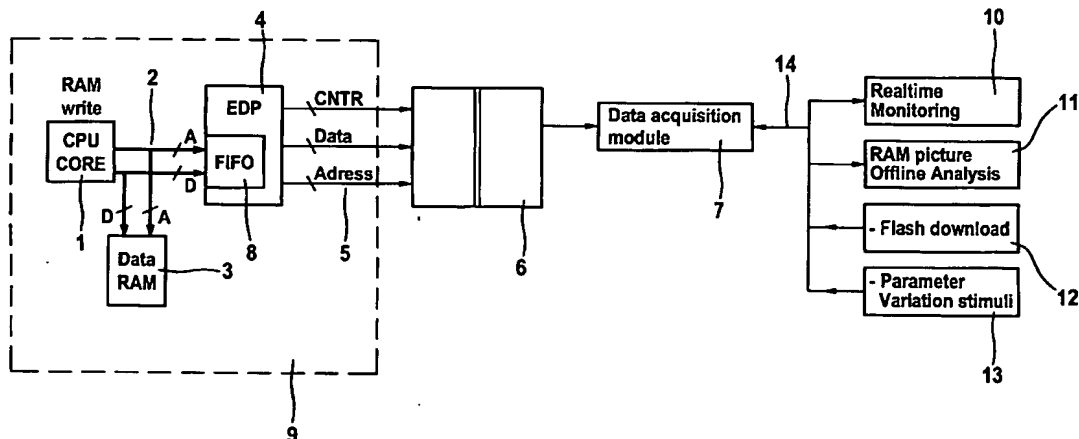 4
10
RAM
write
2
EDP
CNTR
14
Realtime
Monitoring
11
CPU
CORE
A
FIFO
Data
Data acquisition
module
RAM picture
Offline Analysis
D
Adress
D
A
1
8
5
6
7
- Flash download
Data
RAM
3
12
- Parameter
Variation stimuli
13
9